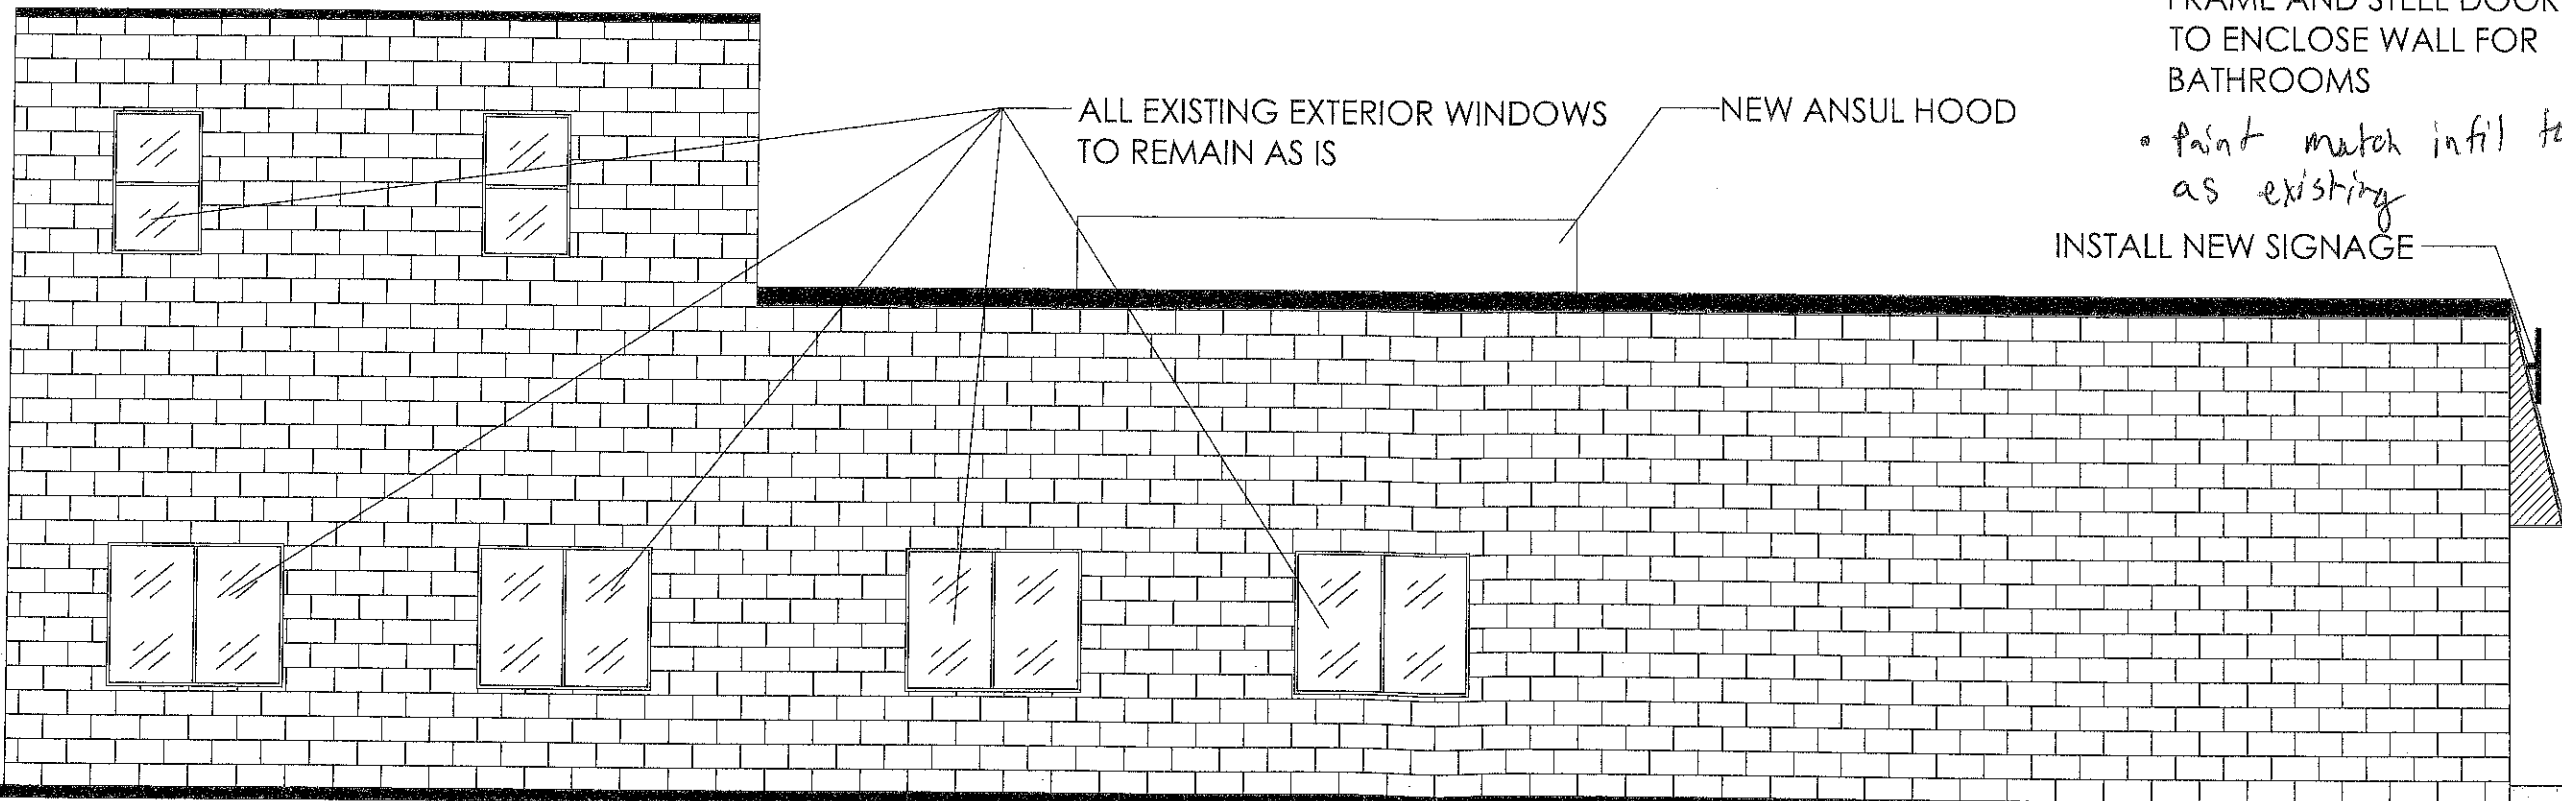 FRAME AND STEEL DOOR
TO ENCLOSE WALL FOR
BATHROOMS
ALL EXISTING EXTERIOR WINDOWS
TO REMAIN AS IS
NEW ANSUL HOOD
• Paint match infil to
as existing
INSTALL NEW SIGNAGE